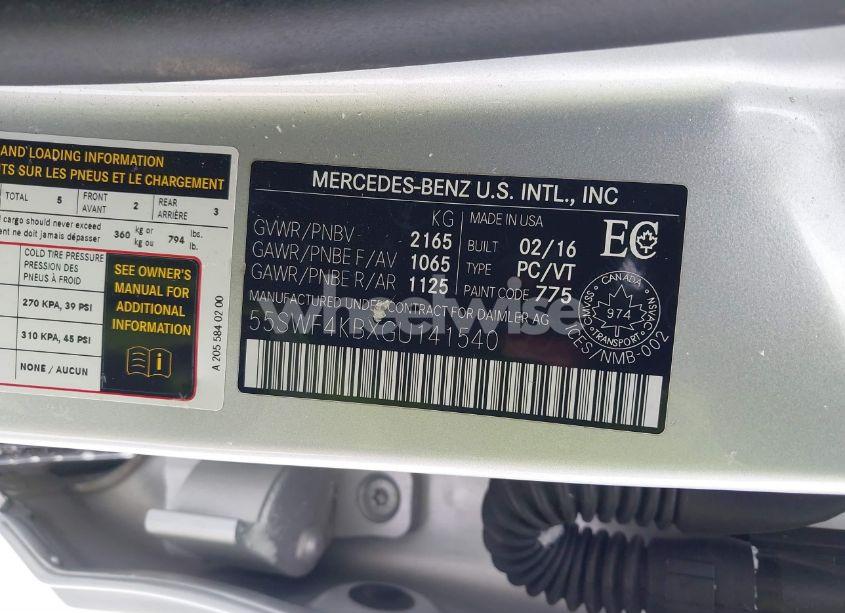 AND LOADING INFORMATION
TS SUR LES PNEUS ET LE CHARGEMENT
TOTAL 5 FRONT AVANT 2 REAR ARRIÈRE 3
cargo should never exceed 360 kg or kg ou 794 lbs. lb.
ent ne doit jamais dépasser
COLD TIRE PRESSURE
PRESSION DES
PNEUS À FROID
270 KPA, 39 PSI
310 KPA, 45 PSI
NONE / AUCUN
SEE OWNER'S
MANUAL FOR
ADDITIONAL
INFORMATION
A 205 584 02 00
MERCEDES-BENZ U.S. INTL., INC
KG
GVWR/PNBV 2165
GAWR/PNBE F/AV 1065
GAWR/PNBE R/AR 1125
MADE IN USA
BUILT 02/16
TYPE PC/VT
PAINT CODE 775
EC
MANUFACTURED UNDER CONTRACT FOR DAIMLER AG
55SWF4KBXGU141540
CANADA
974
TRANSPORT
CMVSS
NSVAC
ICES/NMB-002
wheelwise